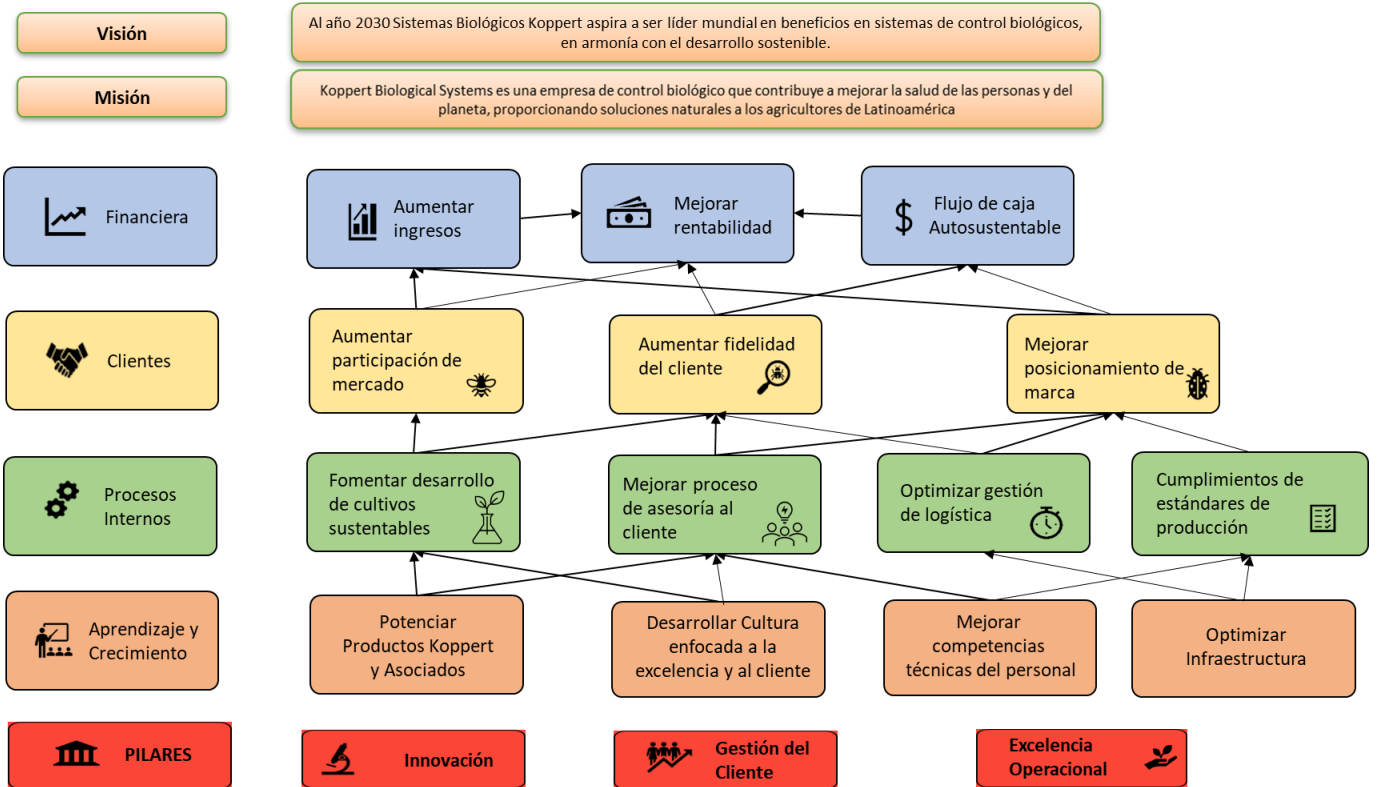 Visión
Al año 2030 Sistemas Biológicos Koppert aspira a ser líder mundial en beneficios en sistemas de control biológicos,
en armonía con el desarrollo sostenible.
Misión
Koppert Biological Systems es una empresa de control biológico que contribuye a mejorar la salud de las personas y del
planeta, proporcionando soluciones naturales a los agricultores de Latinoamérica
Financiera
Aumentar
ingresos
Mejorar
rentabilidad
$
Flujo de caja
Autosustentable
Clientes
Aumentar
participación de
mercado
Aumentar fidelidad
del cliente
Mejorar
posicionamiento de
marca
Procesos
Internos
Fomentar desarrollo
de cultivos
sustentables
Mejorar proceso
de asesoría al
cliente
Optimizar gestión
de logística
Cumplimientos de
estándares de
producción
Aprendizaje y
Crecimiento
Potenciar
Productos Koppert
y Asociados
Desarrollar Cultura
enfocada a la
excelencia y al cliente
Mejorar
competencias
técnicas del personal
Optimizar
Infraestructura
PILARES
Innovación
Gestión del
Cliente
Excelencia
Operacional